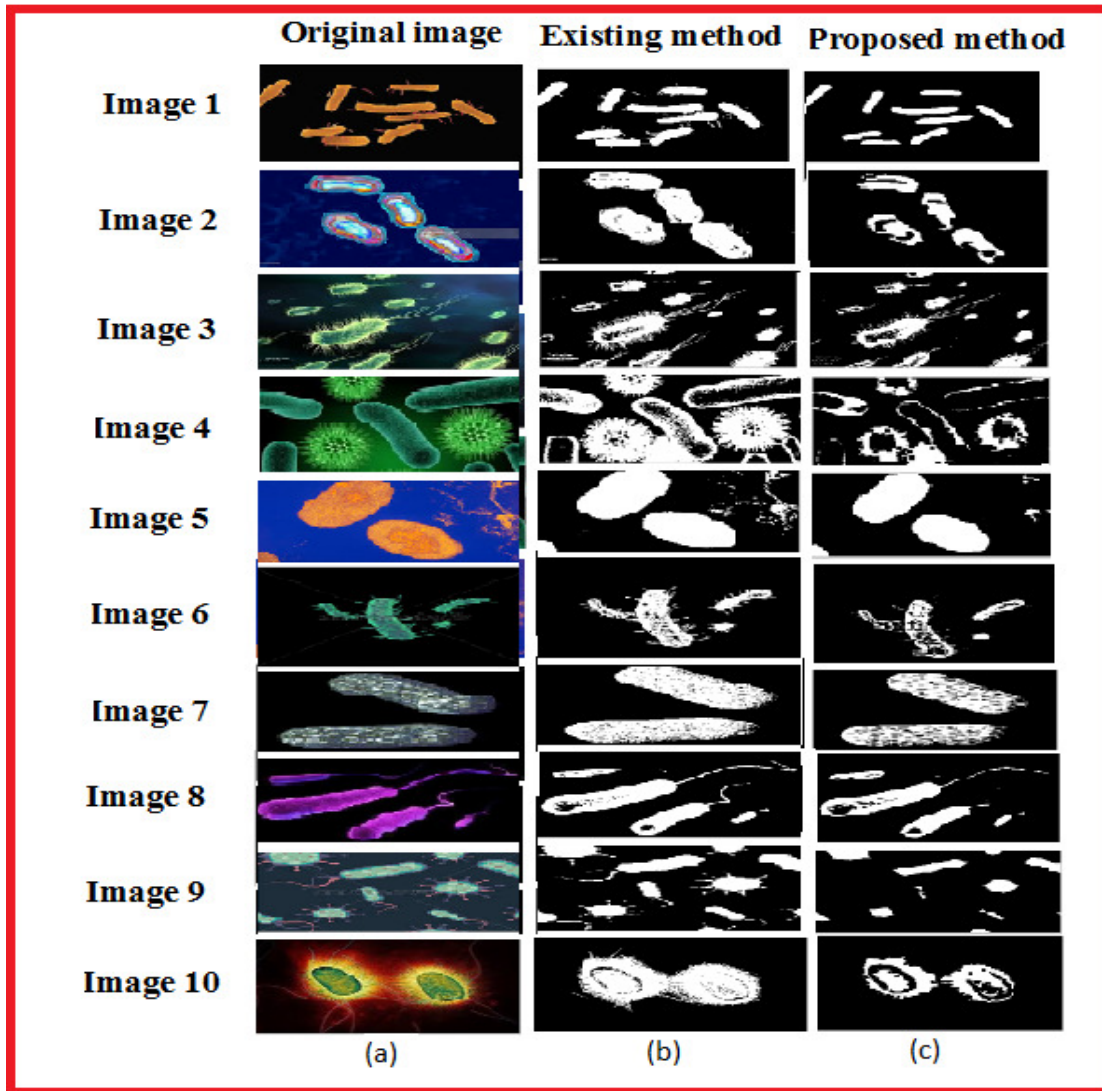 Original image Existing method Proposed method
Image 1
Image 2
Image 3
Image 4
Image 5
Image 6
Image 7
Image 8
Image 9
Image 10
(a) (b) (c)